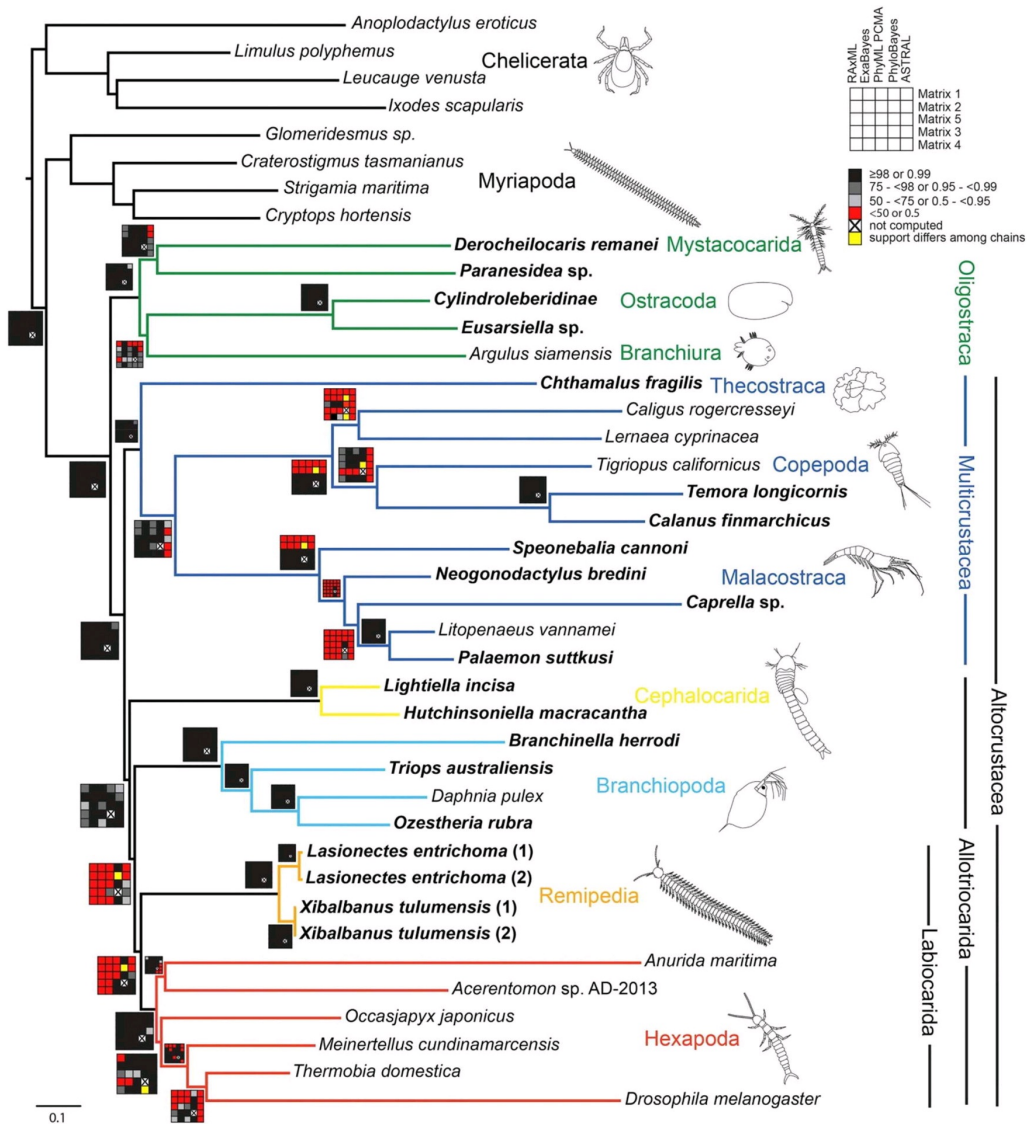 Anoplodactylus eroticus
Limulus polyphemus
Chelicerata
Leucauge venusta
Ixodes scapularis
RAxML
ExaBayes
PhyML PCMA
PhyloBayes
ASTRAL
Matrix 1
Matrix 2
Matrix 5
Matrix 3
Matrix 4
≥98 or 0.99
75 - <98 or 0.95 - <0.99
50 - <75 or 0.5 - <0.95
<50 or 0.5
not computed
support differs among chains
Glomeridesmus sp.
Craterostigmus tasmanianus
Myriapoda
Strigamia maritima
Cryptops hortensis
Derocheilocaris remanei
Mystacocarida
Paranesidea sp.
Cylindroleberidinae
Ostracoda
Eusarsiella sp.
Argulus siamensis
Branchiura
Oligostraca
Chthamalus fragilis
Thecostraca
Caligus rogercresseyi
Lernaea cyprinacea
Tigriopus californicus
Copepoda
Temora longicornis
Calanus finmarchicus
Speonebalia cannoni
Neogonodactylus bredini
Malacostraca
Caprella sp.
Litopenaeus vannamei
Palaemon suttkusi
Multicrustacea
Lightiella incisa
Cephalocarida
Hutchinsoniella macracantha
Branchinella herrodi
Triops australiensis
Branchiopoda
Daphnia pulex
Ozestheria rubra
Altocrustacea
Lasionectes entrichoma (1)
Lasionectes entrichoma (2)
Remipedia
Xibalbanus tulumensis (1)
Xibalbanus tulumensis (2)
Allotriocarida
Labiocarida
Anurida maritima
Acerentomon sp. AD-2013
Occasjapyx japonicus
Hexapoda
Meinertellus cundinamarcensis
Thermobia domestica
Drosophila melanogaster
0.1